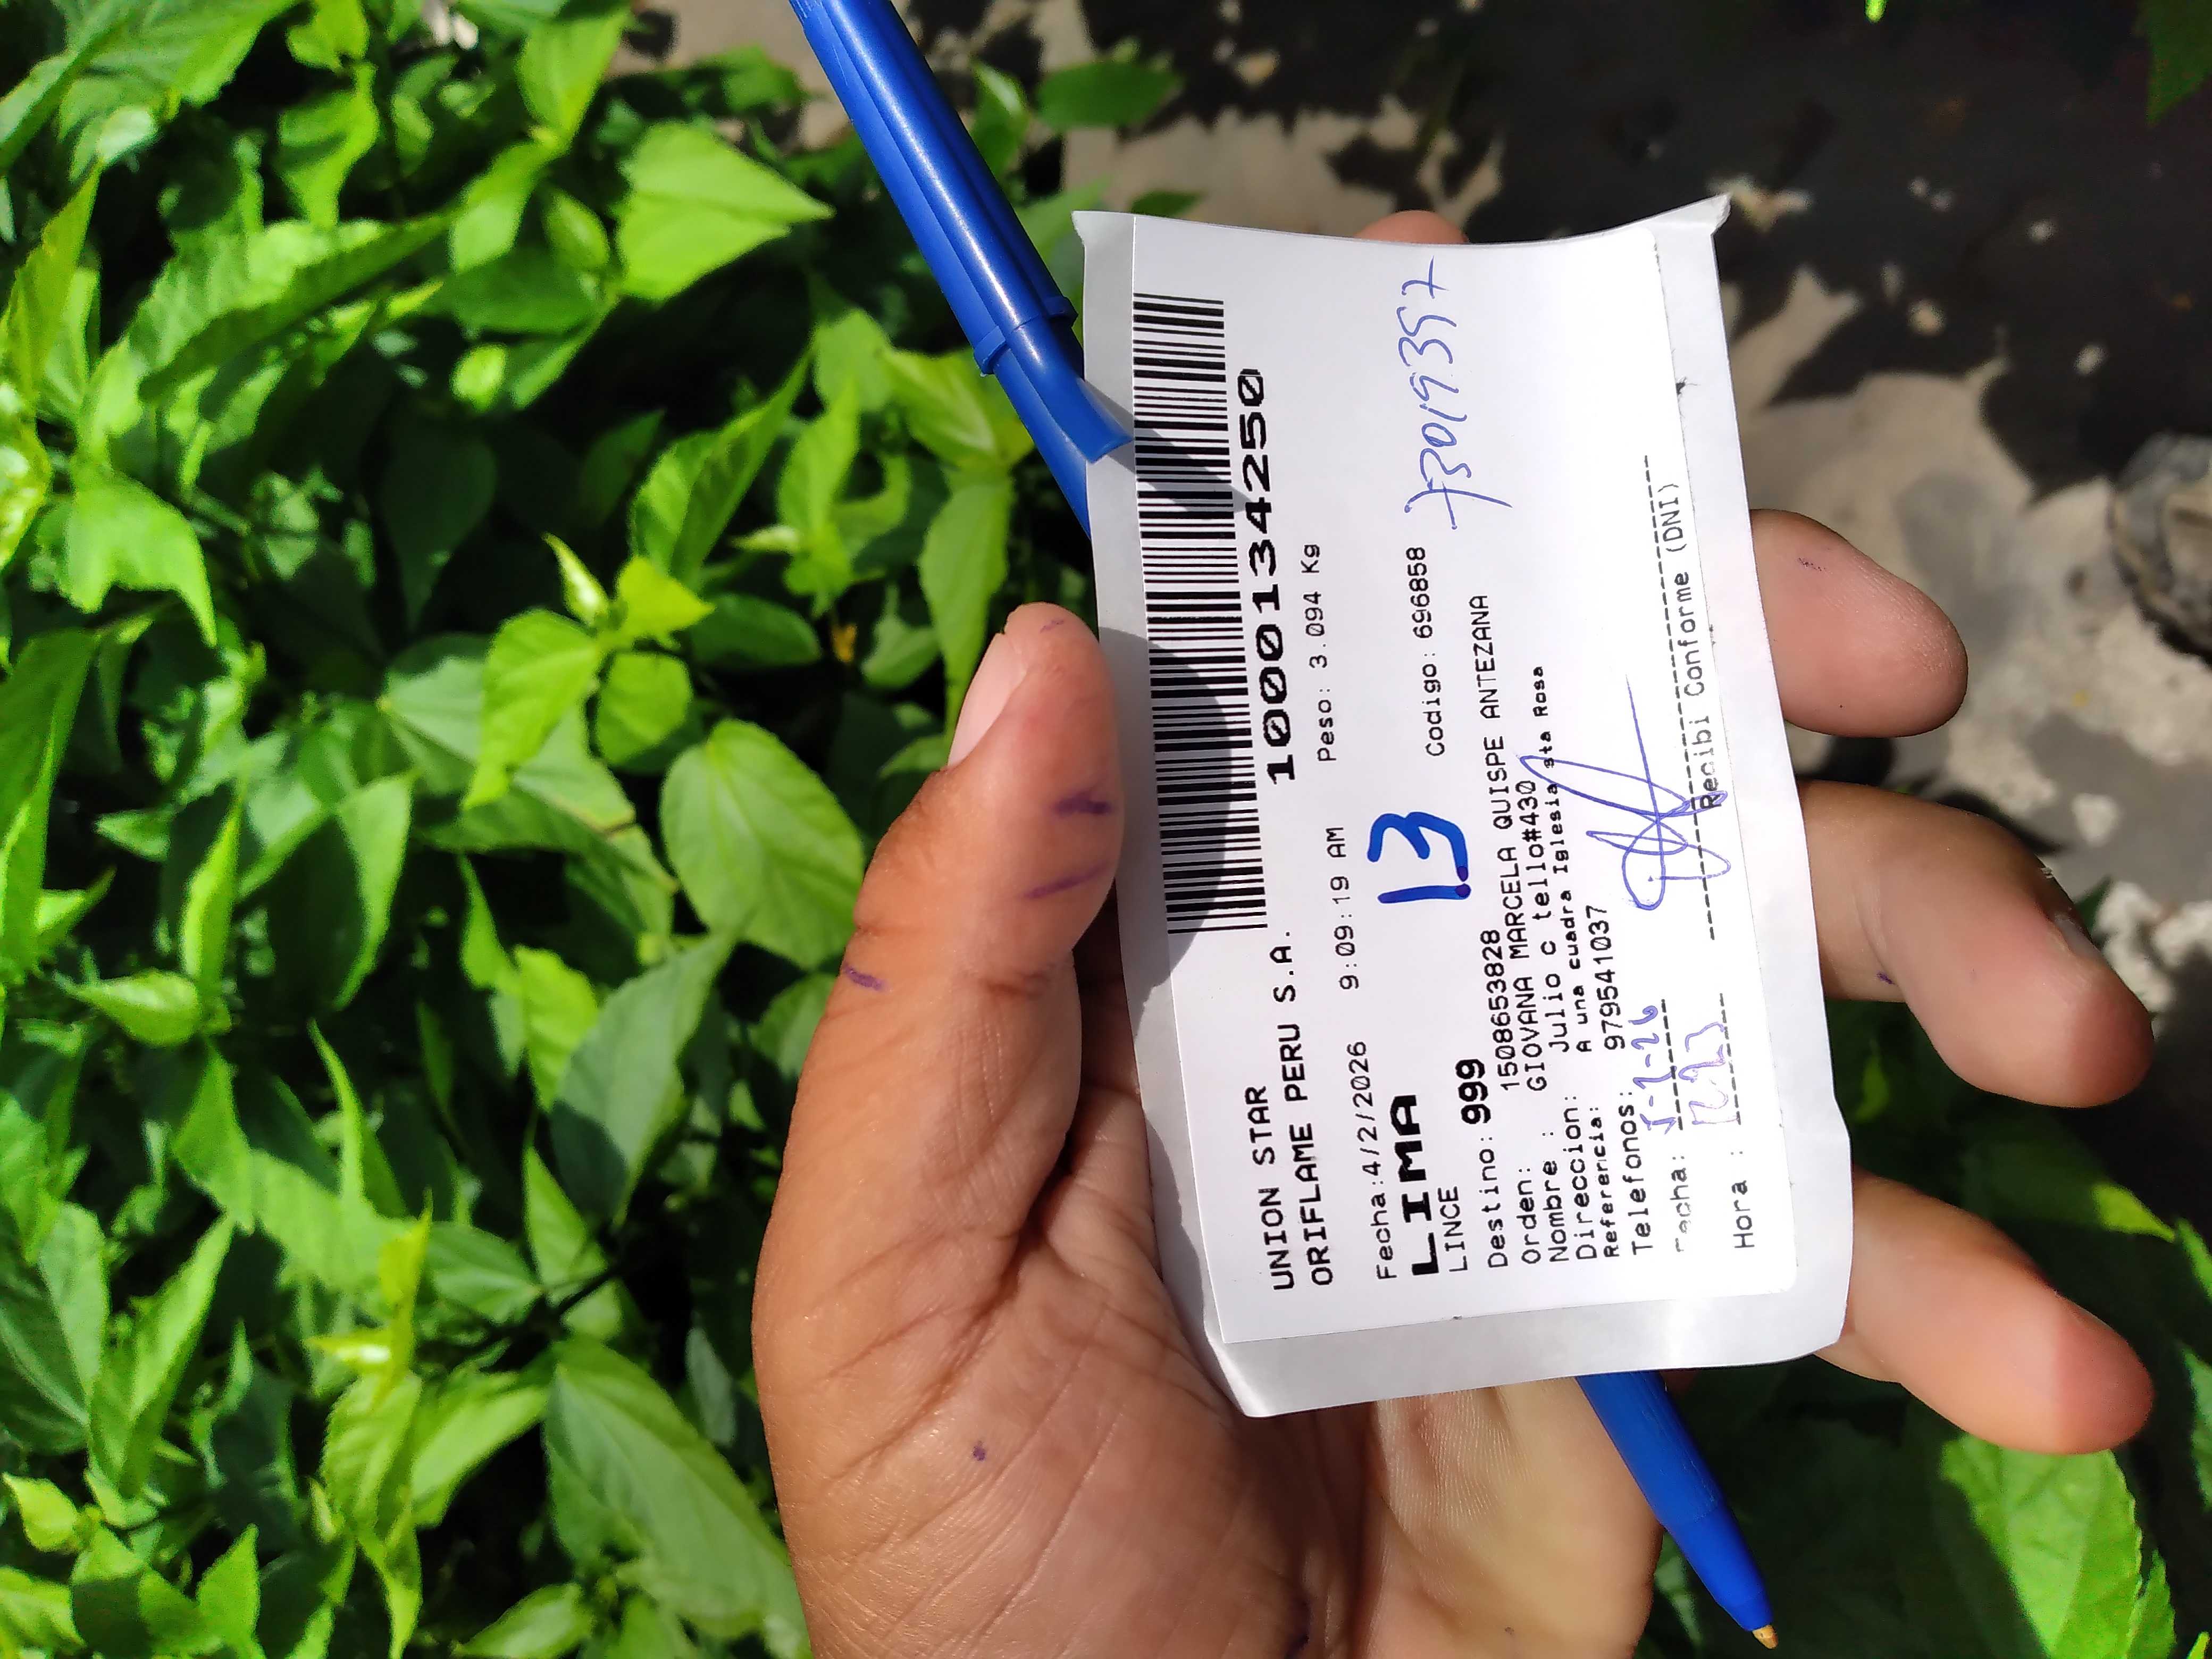 UNION STAR
ORIFLAME PERU S.A.
1000134250
Fecha:4/2/2026 9:09:19 AM Peso: 3.094 Kg
LIMA
LINCE
13
Codigo: 696858
73019357
Destino: 999
Orden: 1508653828
Nombre : GIOVANA MARCELA QUISPE ANTEZANA
Direccion: Julio c tello#430
Referencia: A una cuadra Iglesia sta Rosa
Telefonos: 979541037
Fecha:
Hora :
Recibi Conforme (DNI)